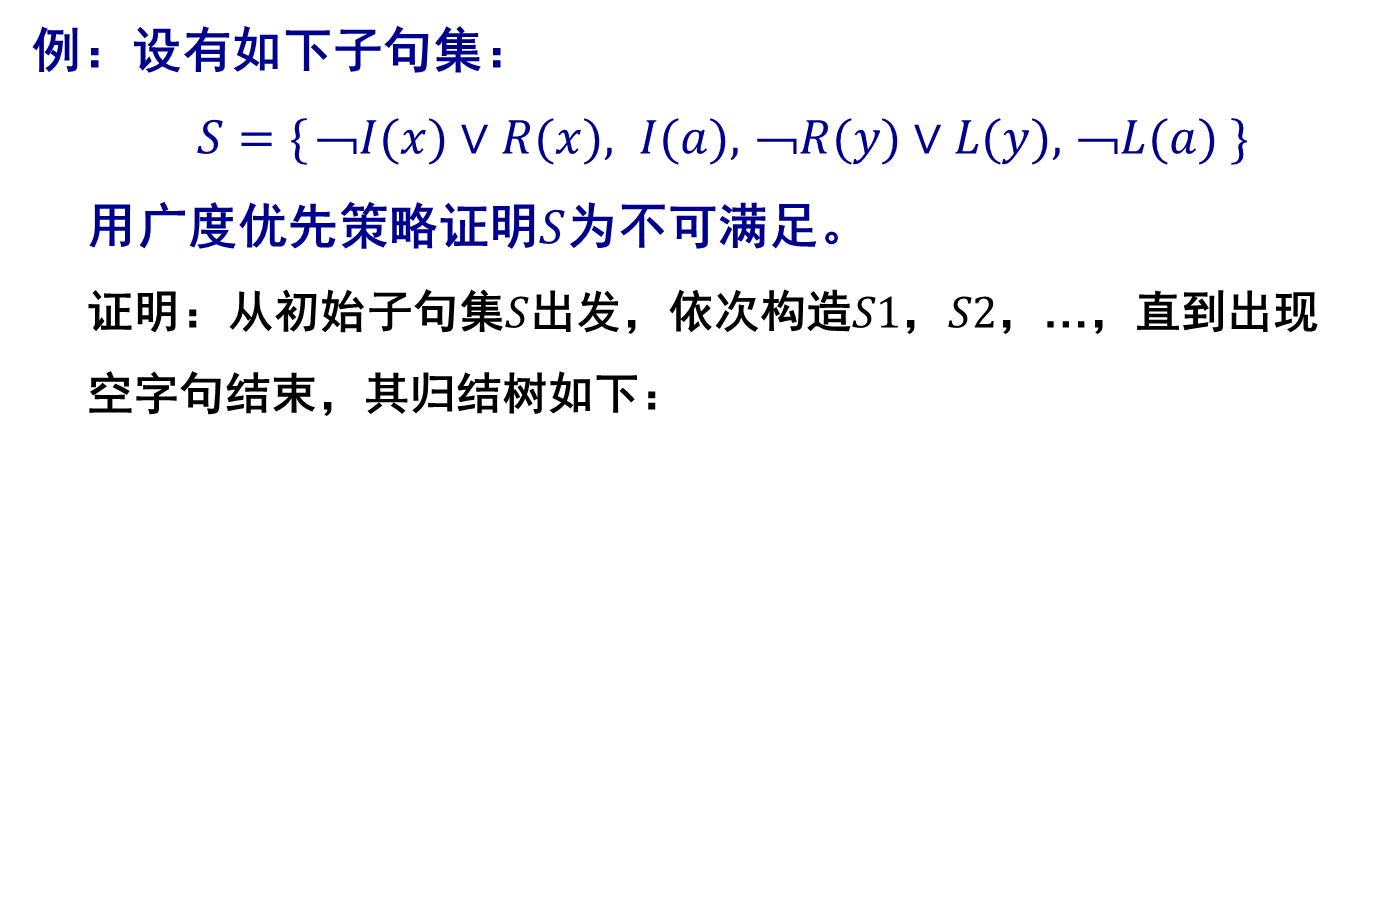 例：设有如下子句集：
S = { ¬I(x) ∨ R(x), I(a), ¬R(y) ∨ L(y), ¬L(a) }
用广度优先策略证明S为不可满足。
证明：从初始子句集S出发，依次构造S1，S2，…，直到出现
空字句结束，其归结树如下：